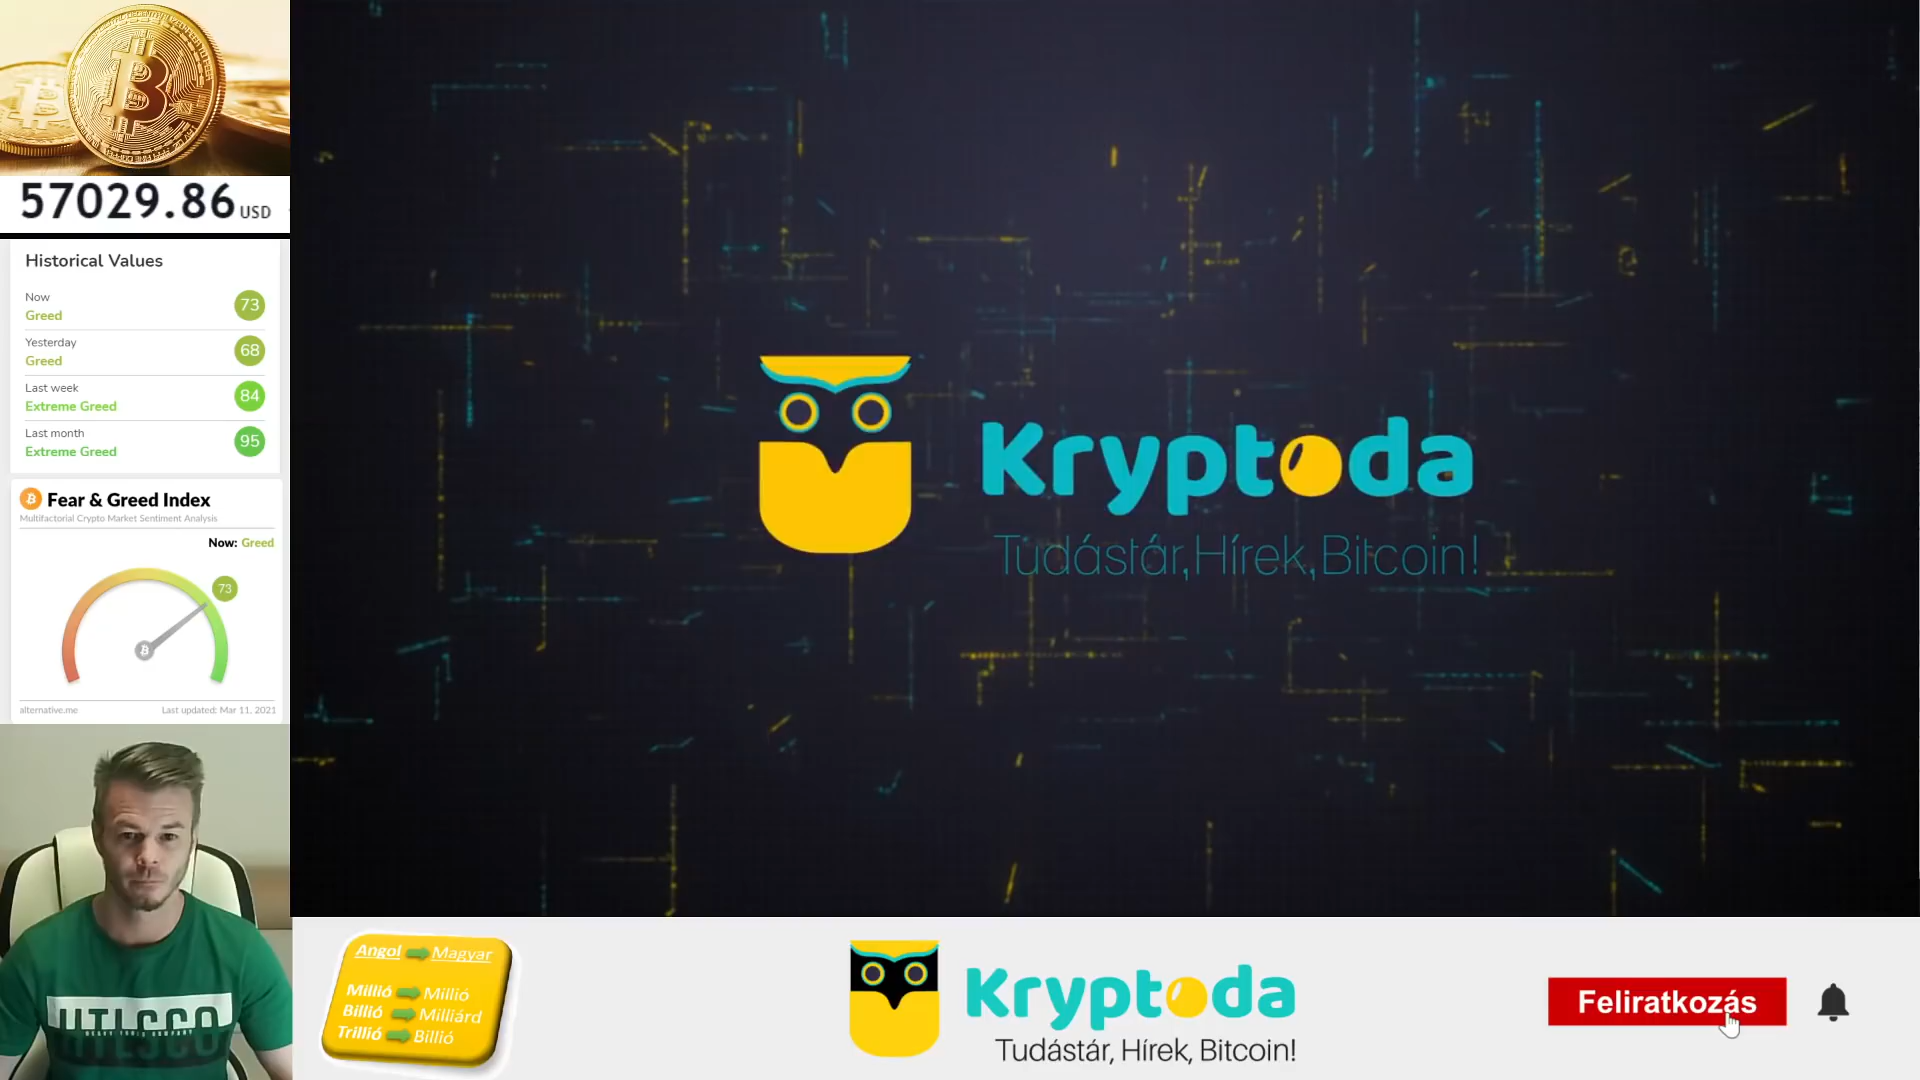 57029.86 USD
Historical Values
Now
Greed
73
Yesterday
Greed
68
Last week
Extreme Greed
84
Last month
Extreme Greed
95
Fear & Greed Index
Multifactorial Crypto Market Sentiment Analysis
Now: Greed
73
alternative.me
Last updated: Mar 11, 2021
Kryptoda
Tudástár, Hírek, Bitcoin!
Angol Magyar
Millió Millió
Billió Milliárd
Trillió Billió
Kryptoda
Tudástár, Hírek, Bitcoin!
Feliratkozás